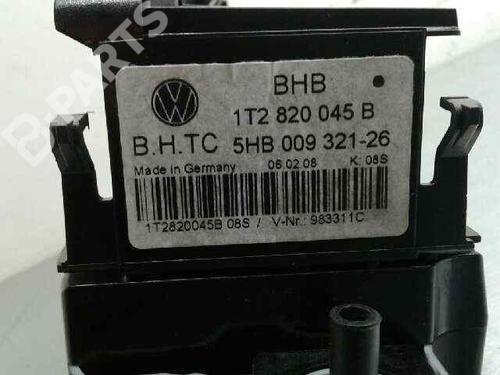 BHB
1T2 820 045 B
B.H.TC 5HB 009 321-26
Made in Germany 06 02 08 K: 08S
1T2820045B 08S / V-Nr.: 983311C
B-PARTS